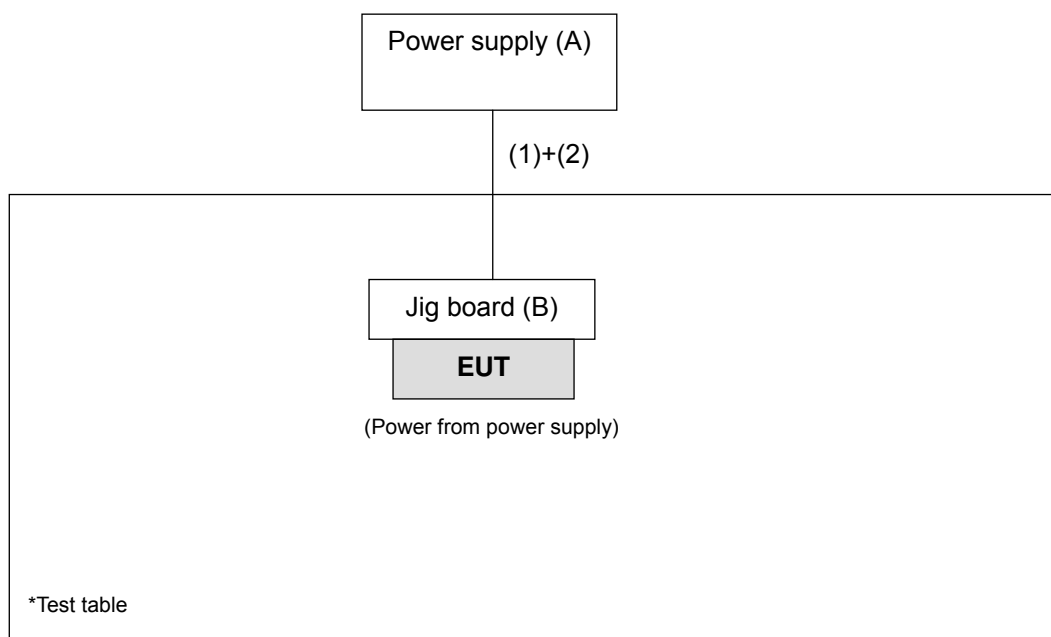 Power supply (A)
(1)+(2)
Jig board (B)
EUT
(Power from power supply)
*Test table